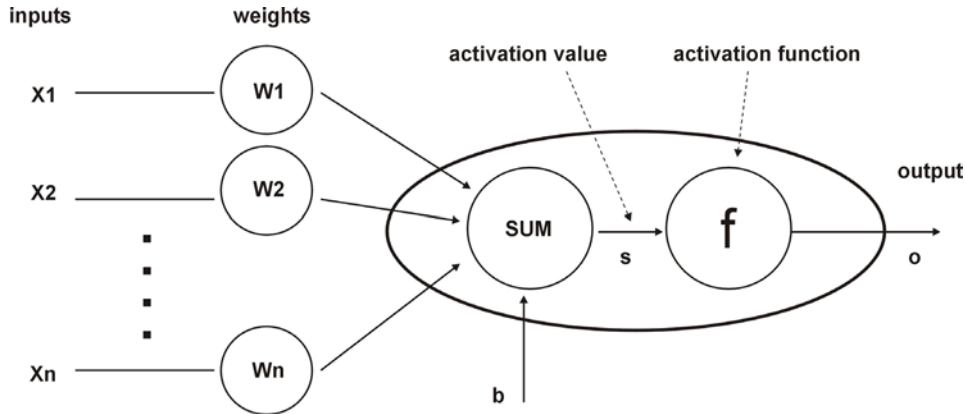 inputs
weights
activation value
activation function
X1
W1
X2
W2
SUM
f
output
s
o
Xn
Wn
b